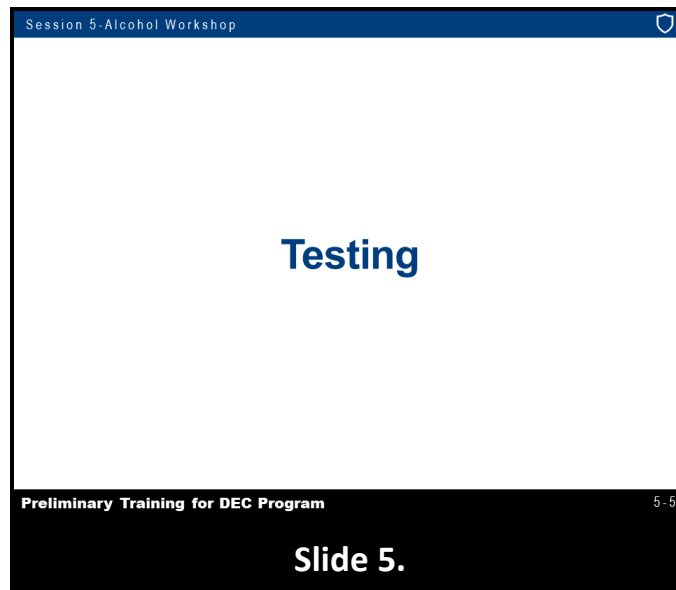 Session 5-Alcohol Workshop
Testing
Preliminary Training for DEC Program
5-5
Slide 5.